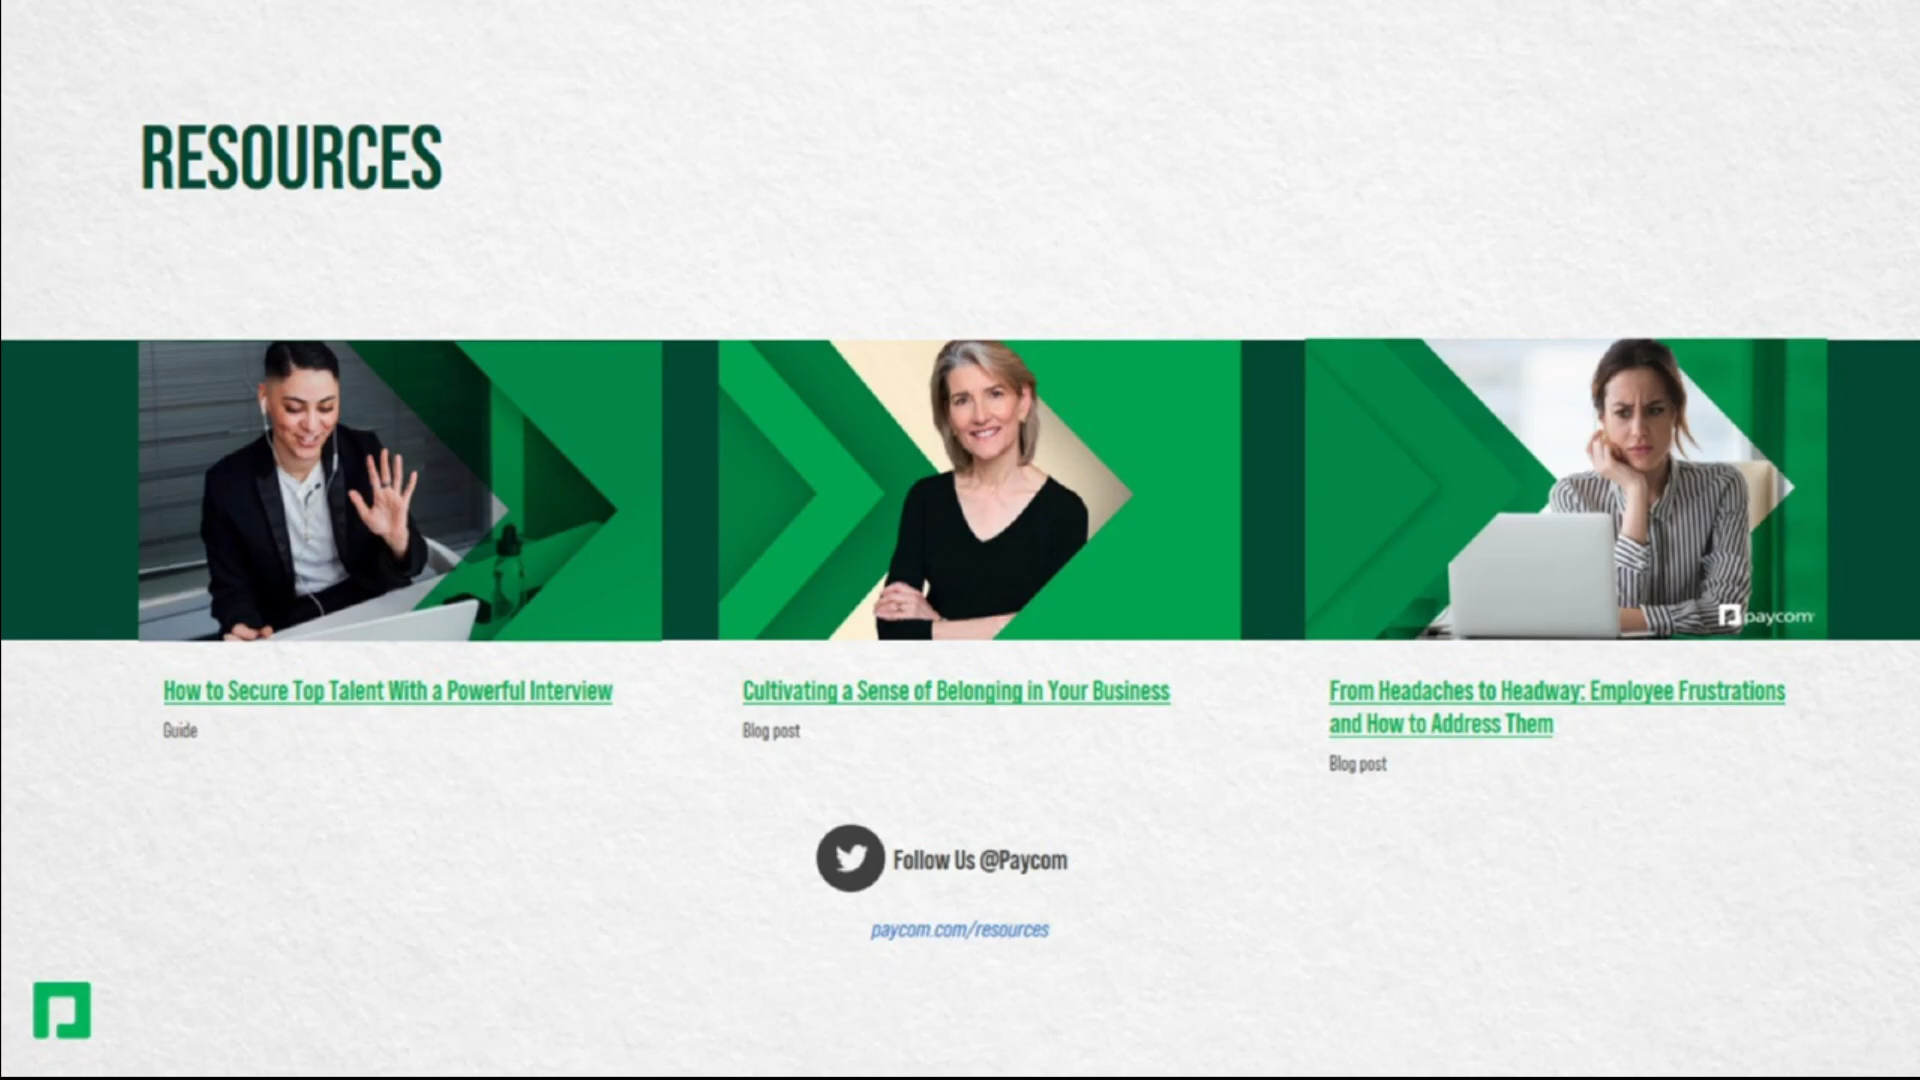 RESOURCES
paycom
How to Secure Top Talent With a Powerful Interview
Guide
Cultivating a Sense of Belonging in Your Business
Blog post
From Headaches to Headway: Employee Frustrations
and How to Address Them
Blog post
Follow Us @Paycom
paycom.com/resources